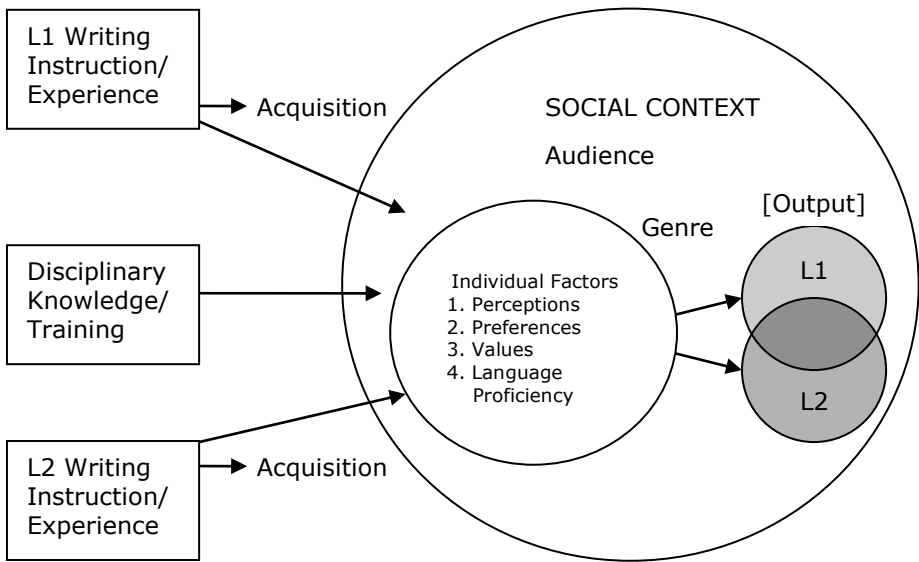 L1 Writing
Instruction/
Experience
Acquisition
SOCIAL CONTEXT
Audience
[Output]
Genre
L1
Disciplinary
Knowledge/
Training
Individual Factors
1. Perceptions
2. Preferences
3. Values
4. Language
Proficiency
L2
L2 Writing
Instruction/
Experience
Acquisition